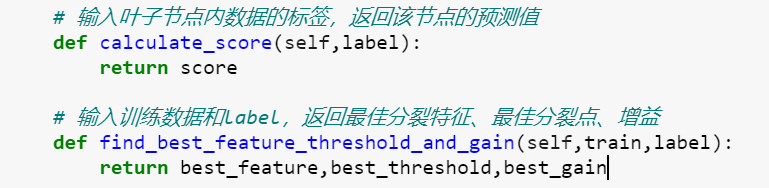 # 输入叶子节点内数据的标签，返回该节点的预测值
def calculate_score(self,label):
return score
# 输入训练数据和label，返回最佳分裂特征、最佳分裂点、增益
def find_best_feature_threshold_and_gain(self,train,label):
return best_feature,best_threshold,best_gain